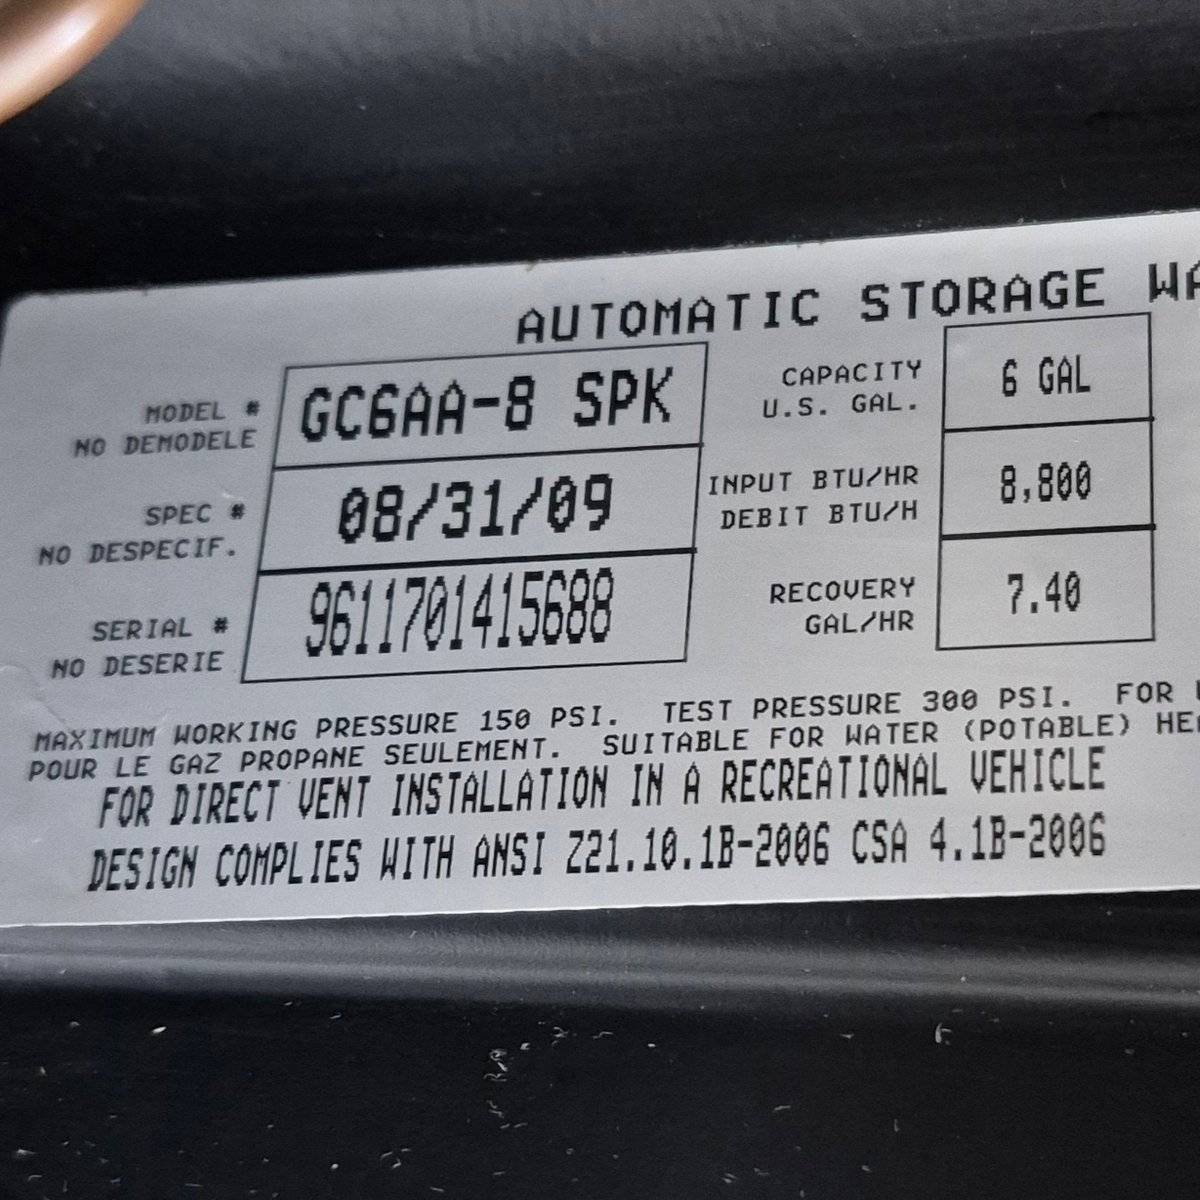 AUTOMATIC STORAGE
MODEL # GC6AA-8 SPK CAPACITY 6 GAL
NO DEMODELE U.S. GAL.
SPEC # 08/31/09 INPUT BTU/HR 8,800
NO DESPECIF. DEBIT BTU/H
SERIAL # 9611701415688 RECOVERY 7.40
NO DESERIE GAL/HR
MAXIMUM WORKING PRESSURE 150 PSI. TEST PRESSURE 300 PSI. FOR
POUR LE GAZ PROPANE SEULEMENT. SUITABLE FOR WATER (POTABLE)
FOR DIRECT VENT INSTALLATION IN A RECREATIONAL VEHICLE
DESIGN COMPLIES WITH ANSI Z21.10.1B-2006 CSA 4.1B-2006